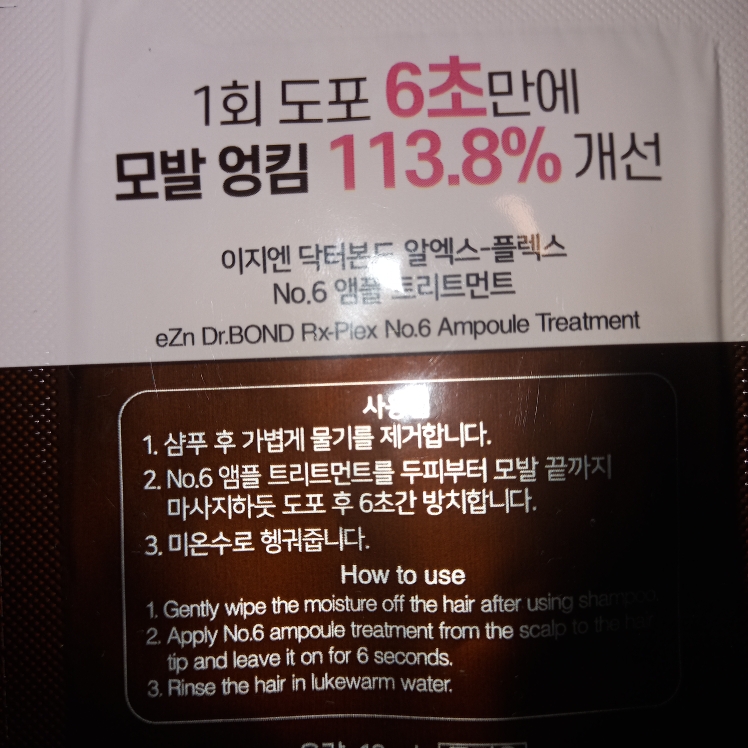 1회 도포 6초만에
모발 엉킴 113.8% 개선
이지엔 닥터본드 알엑스-플렉스
No.6 앰플 트리트먼트
eZn Dr.BOND Rx-Plex No.6 Ampoule Treatment
1. 샴푸 후 가볍게 물기를 제거합니다.
2. No.6 앰플 트리트먼트를 두피부터 모발 끝까지
마사지하듯 도포 후 6초간 방치합니다.
3. 미온수로 헹궈줍니다.
How to use
1. Gently wipe the moisture off the hair after using shampoo.
2. Apply No.6 ampoule treatment from the scalp to the hair
tip and leave it on for 6 seconds.
3. Rinse the hair in lukewarm water.